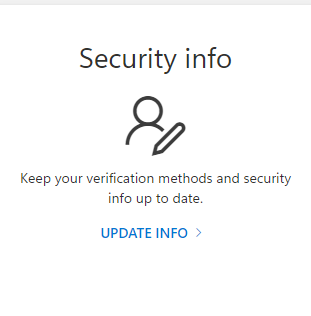 Security info
Keep your verification methods and security
info up to date.
UPDATE INFO